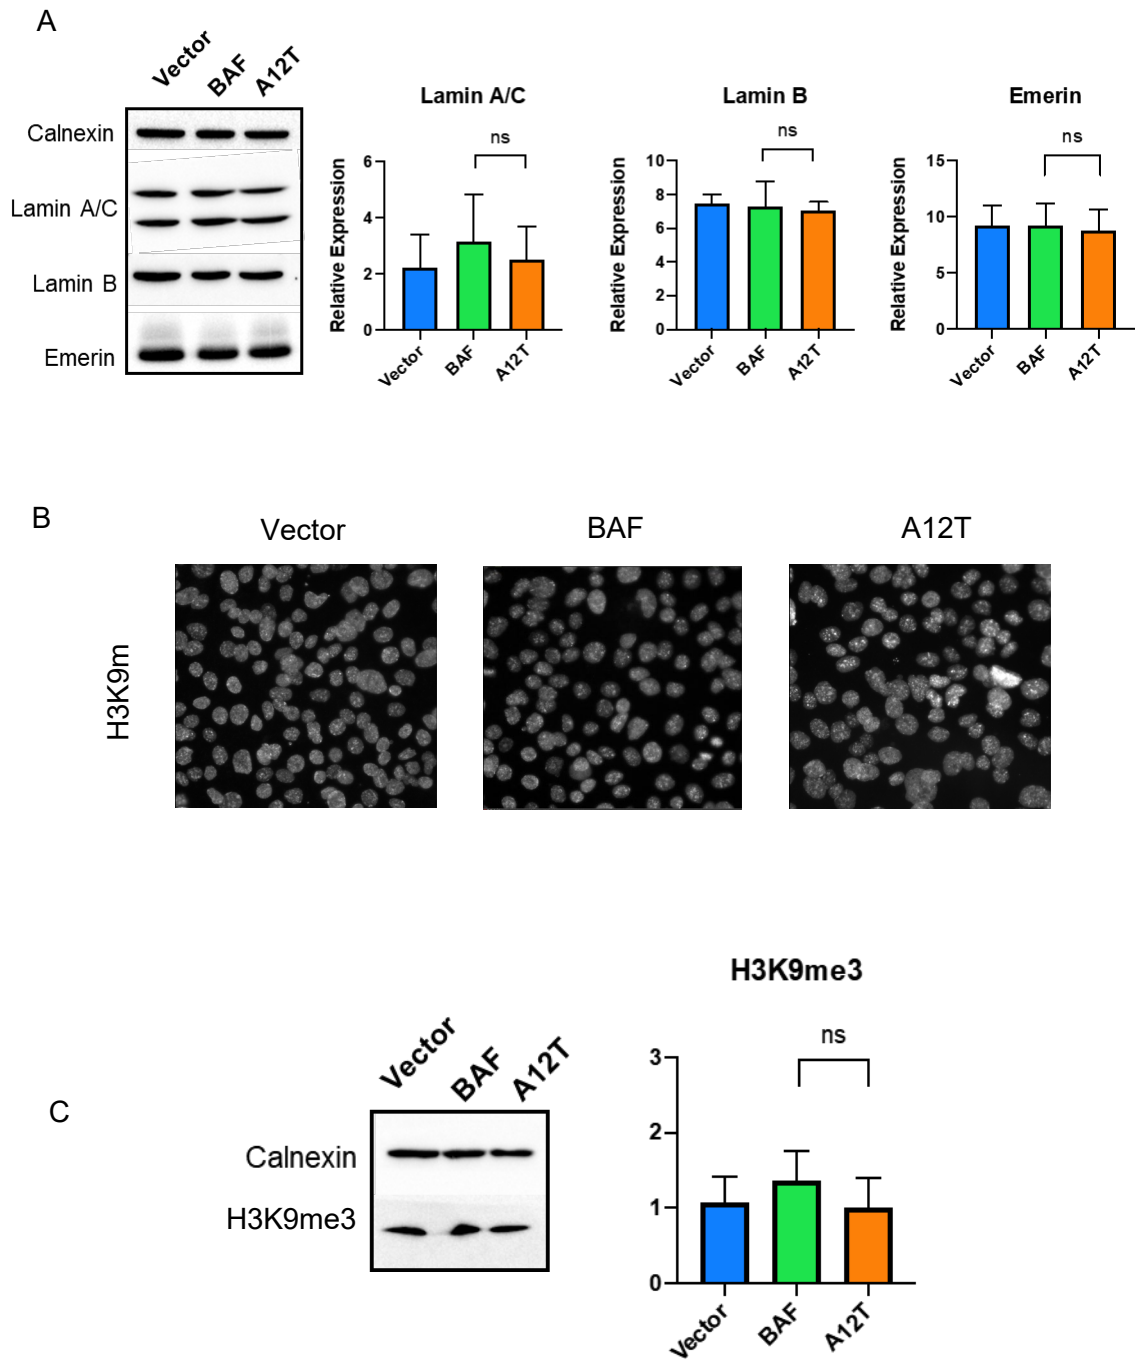 A
Vector BAF A12T
Calnexin
Lamin A/C
Lamin B
Emerin
Lamin A/C
ns
Relative Expression
6
4
2
0
Vector BAF A12T
Lamin B
ns
Relative Expression
10
8
6
4
2
0
Vector BAF A12T
Emerin
ns
Relative Expression
15
10
5
0
Vector BAF A12T
B
Vector BAF A12T
H3K9m
C
Vector BAF A12T
Calnexin
H3K9me3
H3K9me3
ns
3
2
1
0
Vector BAF A12T